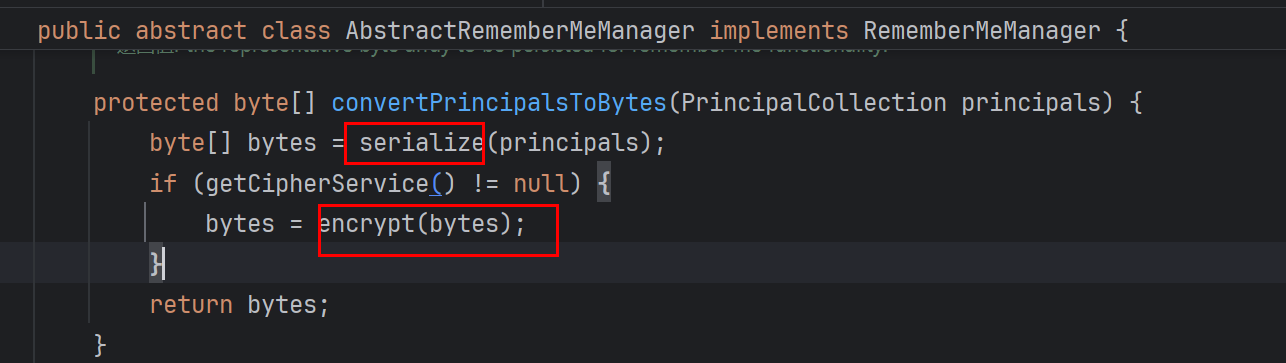 public abstract class AbstractRememberMeManager implements RememberMeManager {
protected byte[] convertPrincipalsToBytes(PrincipalCollection principals) {
byte[] bytes = serialize(principals);
if (getCipherService() != null) {
bytes = encrypt(bytes);
}
return bytes;
}